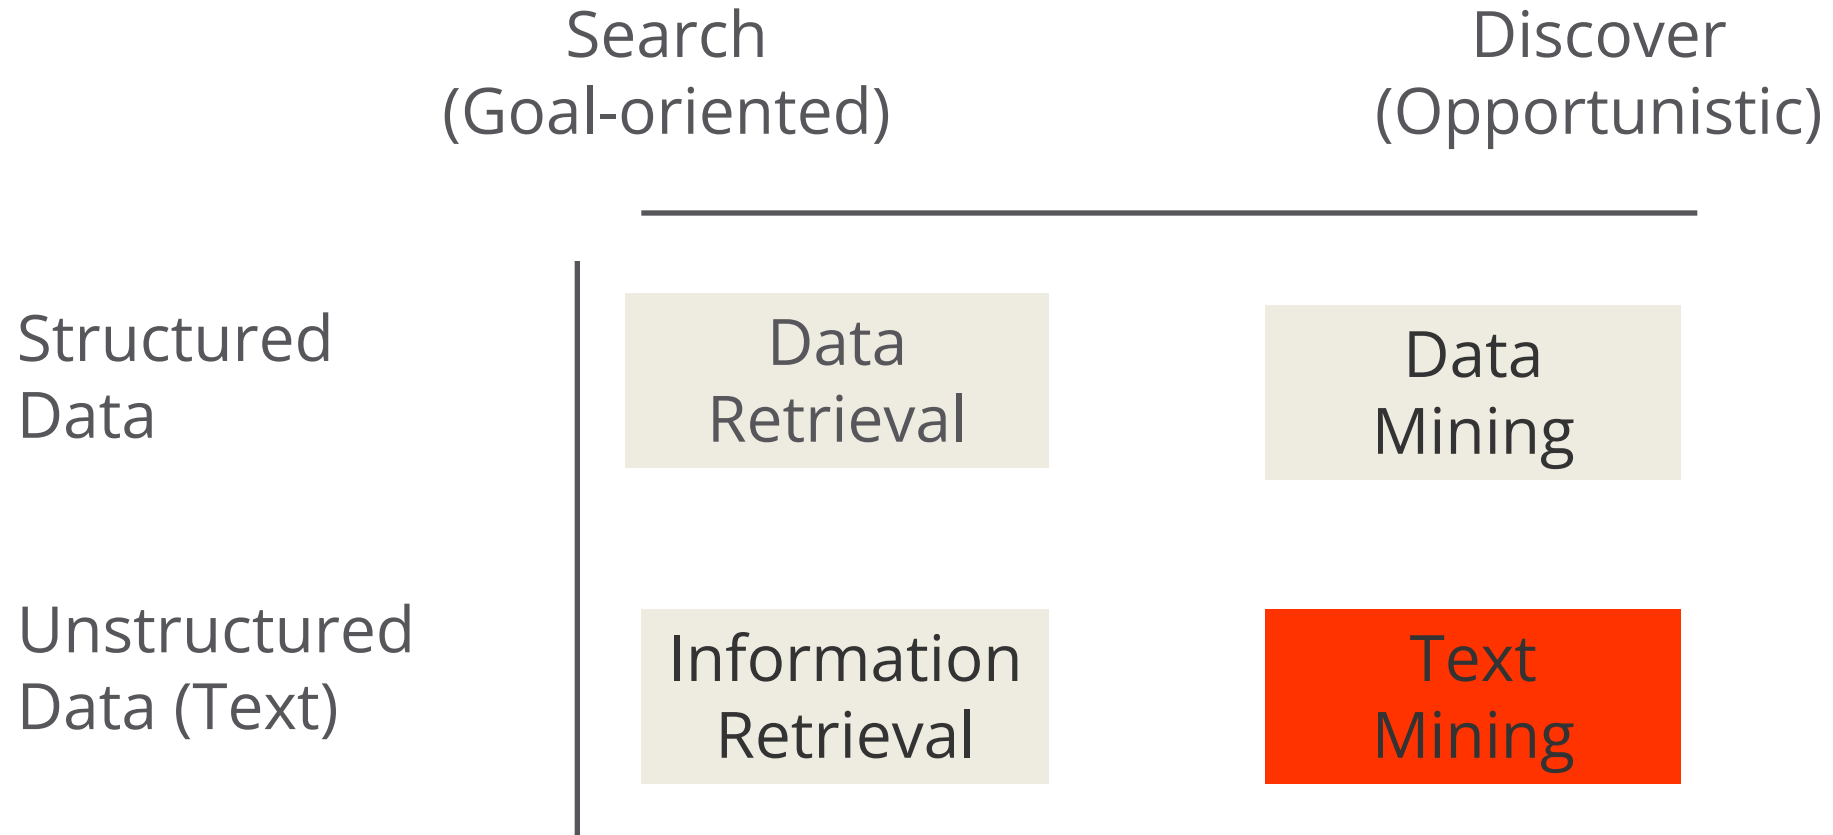 Search
(Goal-oriented)
Discover
(Opportunistic)
Structured
Data
Data
Retrieval
Data
Mining
Unstructured
Data (Text)
Information
Retrieval
Text
Mining